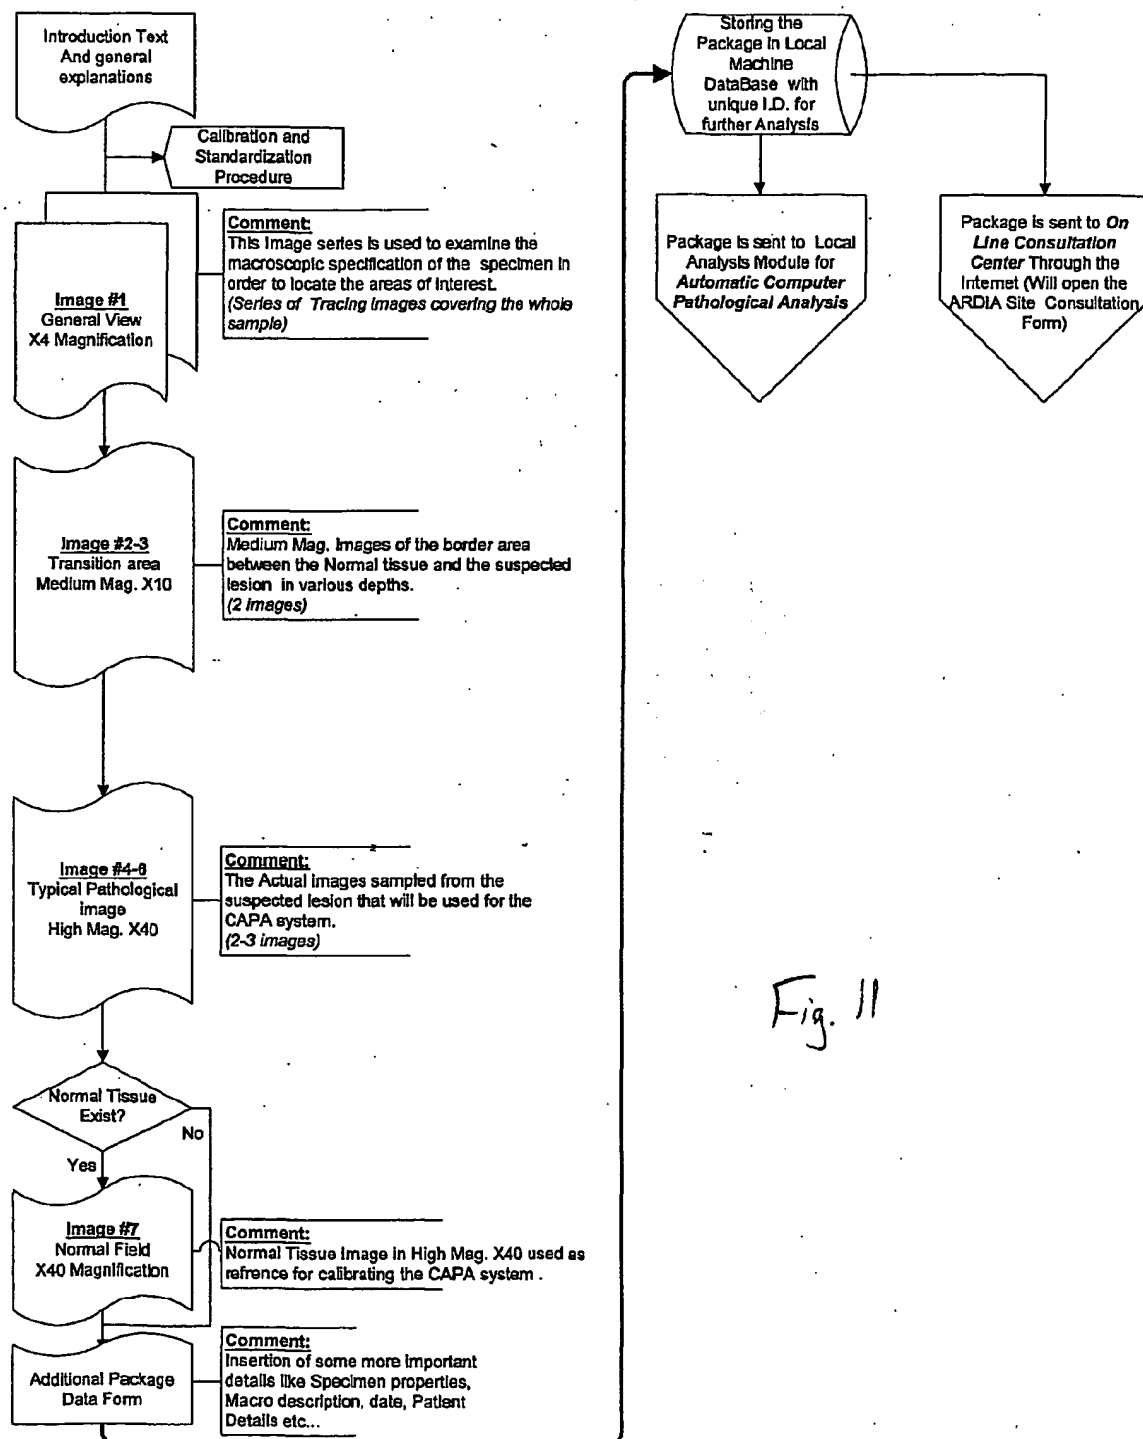 Introduction Text
And general
explanations
Calibration and
Standardization
Procedure
Image #1
General View
X4 Magnification
Comment:
This Image series is used to examine the
macroscopic specification of the specimen in
order to locate the areas of interest.
(Series of Tracing images covering the whole
sample)
Image #2-3
Transition area
Medium Mag. X10
Comment:
Medium Mag. Images of the border area
between the Normal tissue and the suspected
lesion in various depths.
(2 images)
Image #4-6
Typical Pathological
image
High Mag. X40
Comment:
The Actual images sampled from the
suspected lesion that will be used for the
CAPA system.
(2-3 images)
Normal Tissue
Exist?
No
Yes
Image #7
Normal Field
X40 Magnification
Comment:
Normal Tissue Image in High Mag. X40 used as
refrence for calibrating the CAPA system .
Additional Package
Data Form
Comment:
Insertion of some more important
details like Specimen properties,
Macro description, date, Patient
Details etc...
Storing the
Package in Local
Machine
DataBase with
unique I.D. for
further Analysis
Package is sent to Local
Analysis Module for
Automatic Computer
Pathological Analysis
Package is sent to On
Line Consultation
Center Through the
Internet (Will open the
ARDIA Site Consultation
Form)
Fig. 11